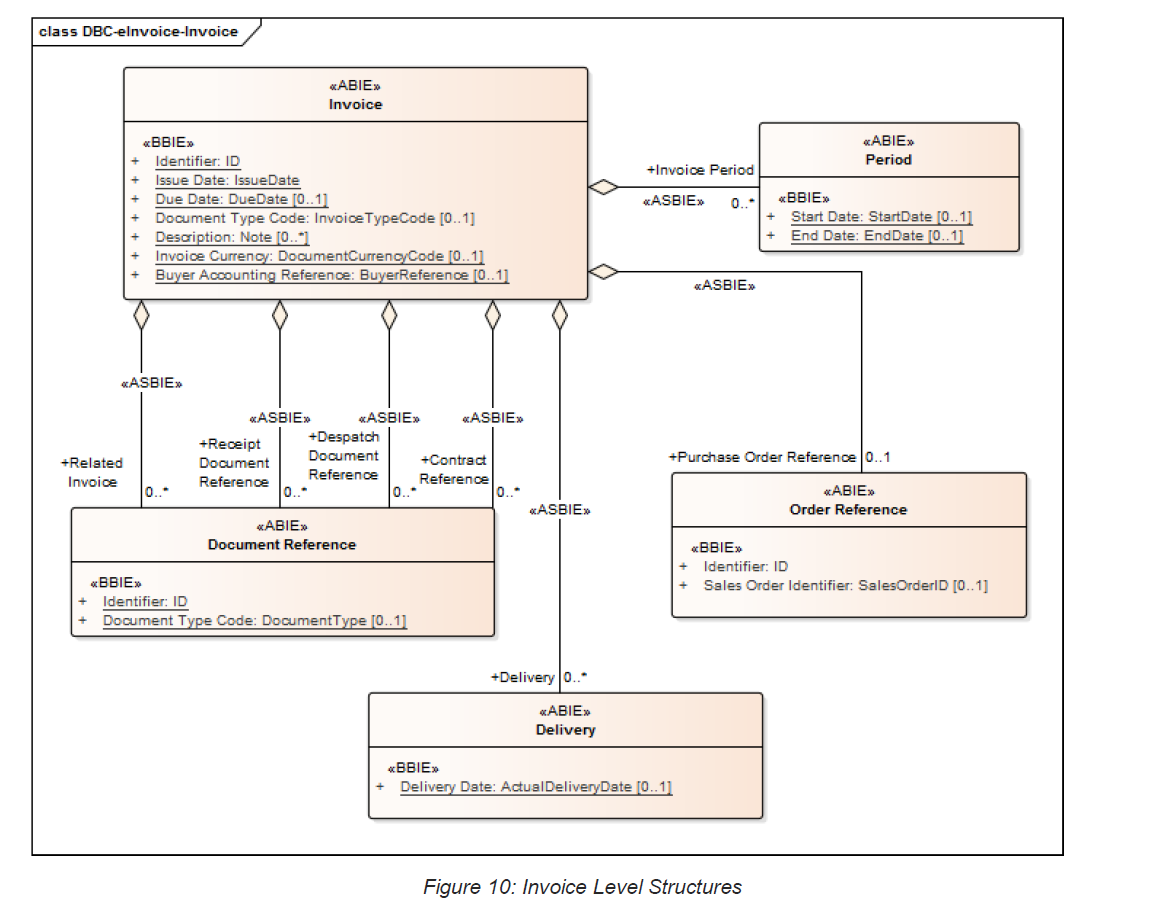 class DBC-eInvoice-Invoice
«ABIE»
Invoice
«BBIE»
+ Identifier: ID
+ Issue Date: IssueDate
+ Due Date: DueDate [0..1]
+ Document Type Code: InvoiceTypeCode [0..1]
+ Description: Note [0..*]
+ Invoice Currency: DocumentCurrencyCode [0..1]
+ Buyer Accounting Reference: BuyerReference [0..1]
+Invoice Period
«ASBIE» 0..*
«ABIE»
Period
«BBIE»
+ Start Date: StartDate [0..1]
+ End Date: EndDate [0..1]
«ASBIE»
+Purchase Order Reference 0..1
«ABIE»
Order Reference
«BBIE»
+ Identifier: ID
+ Sales Order Identifier: SalesOrderID [0..1]
«ASBIE»
+Related
Invoice
0..*
«ASBIE»
+Receipt
Document
Reference
0..*
«ASBIE»
+Despatch
Document
Reference
0..*
«ASBIE»
+Contract
Reference
0..*
«ABIE»
Document Reference
«BBIE»
+ Identifier: ID
+ Document Type Code: DocumentType [0..1]
«ASBIE»
+Delivery 0..*
«ABIE»
Delivery
«BBIE»
+ Delivery Date: ActualDeliveryDate [0..1]
Figure 10: Invoice Level Structures